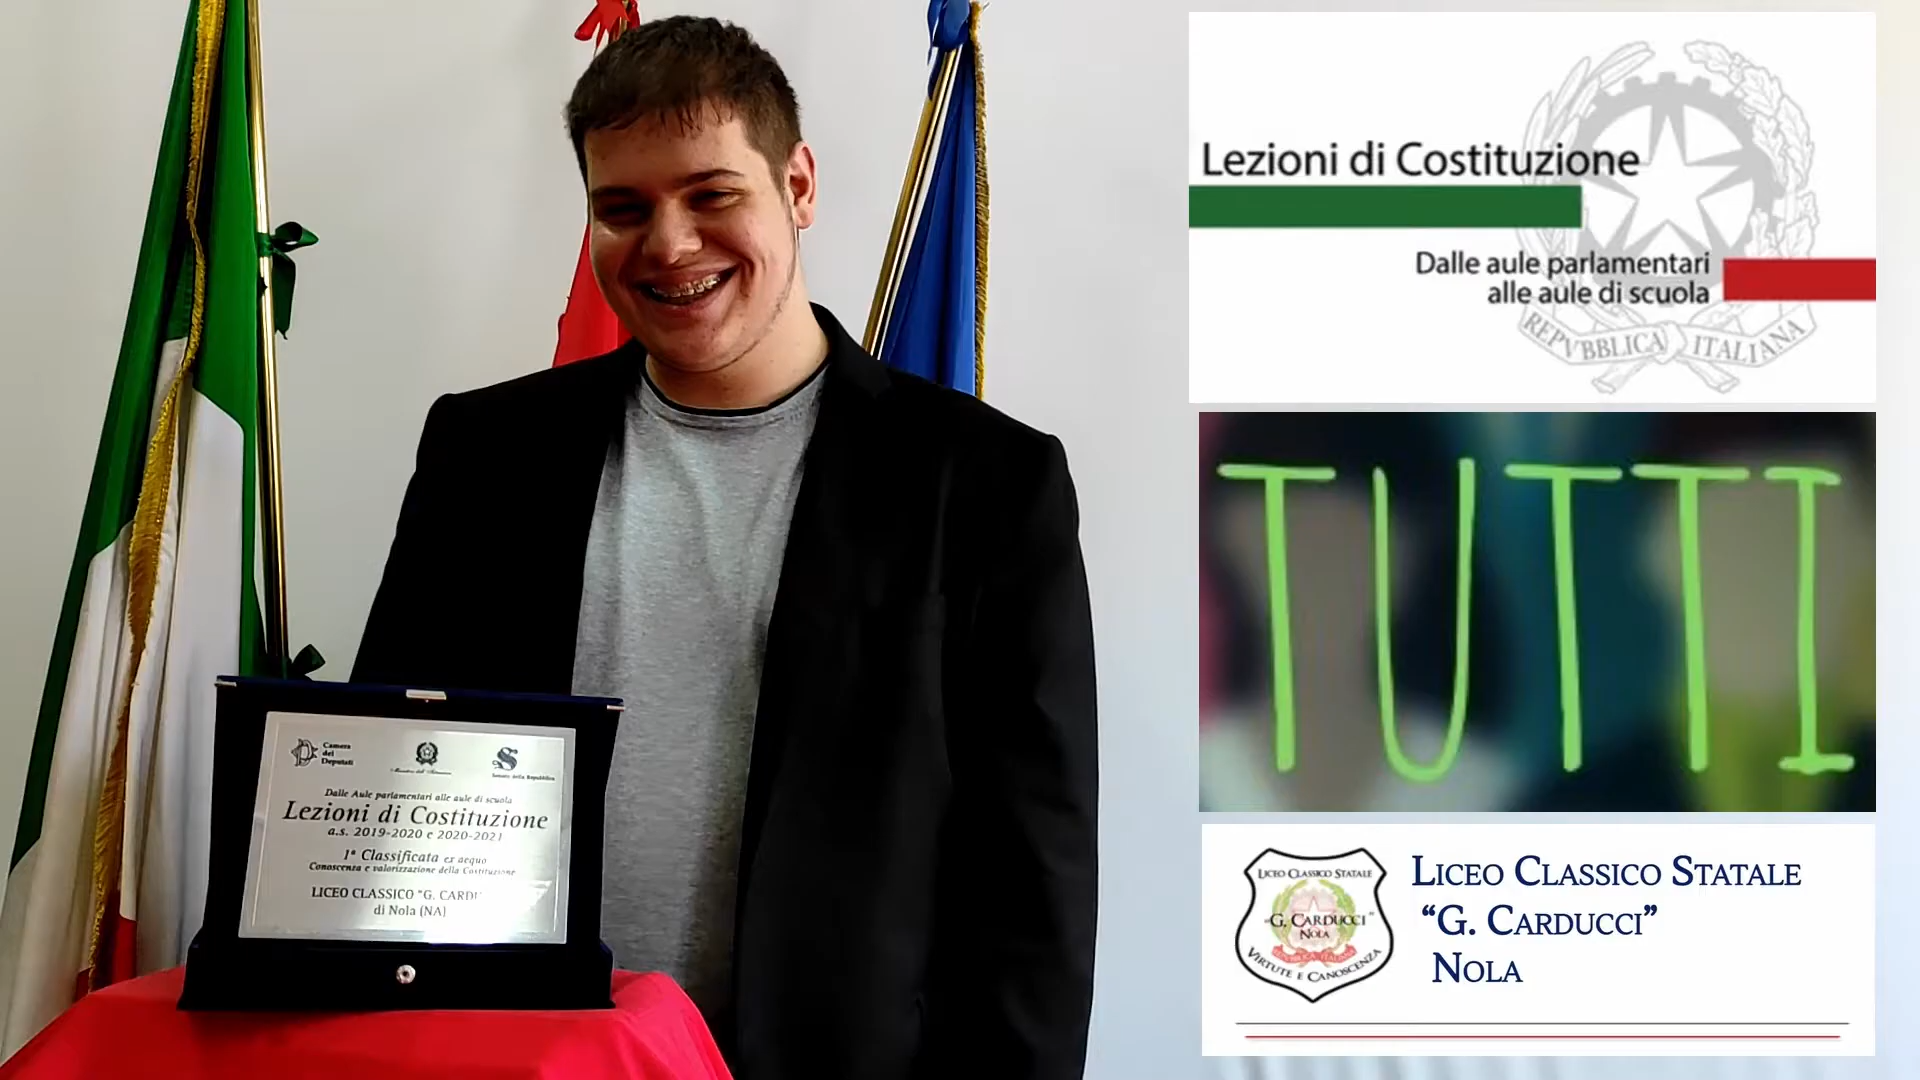 Camera
dei
Deputati
Senato della Repubblica
Dalle Aule parlamentari alle aule di scuola
Lezioni di Costituzione
a.s. 2019-2020 e 2020-2021
1ª Classificata ex aequo
Conoscenza e valorizzazione della Costituzione
LICEO CLASSICO "G. CARDU
di Nola (NA)
Lezioni di Costituzione
Dalle aule parlamentari
alle aule di scuola
REPVBBLICA ITALIANA
TUTTI
LICEO CLASSICO STATALE
"G. CARDUCCI"
NOLA
REPVBBLICA ITALIANA
VIRTUTE E CANOSCENZA
LICEO CLASSICO STATALE
“G. CARDUCCI”
NOLA